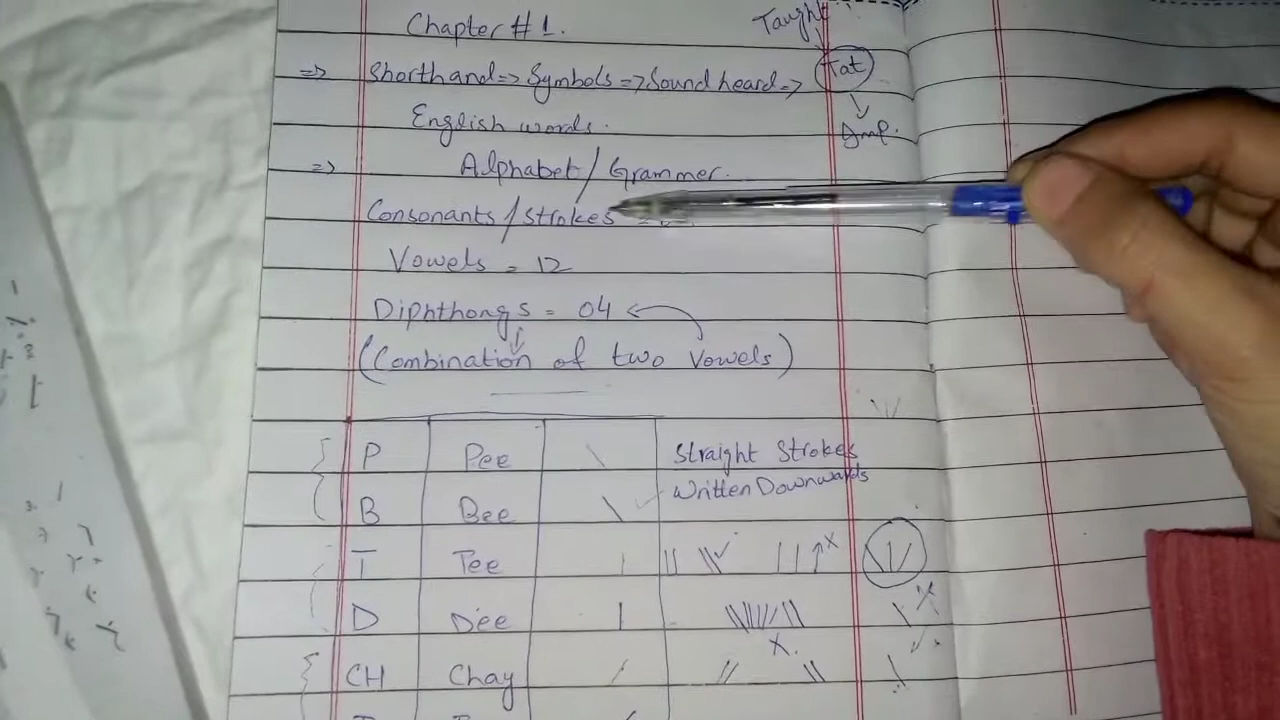 Chapter # 1.
Taught
=> Shorthand => Symbols => Sound heard => Tat
English words.
Imp.
=> Alphabet / Grammer.
Consonants / Strokes =
Vowels = 12
Diphthongs = 04
(Combination of two Vowels)
P Pee \ Straight Strokes
Written Downwards
B Bee \
T Tee |
D Dee |
CH Chay /